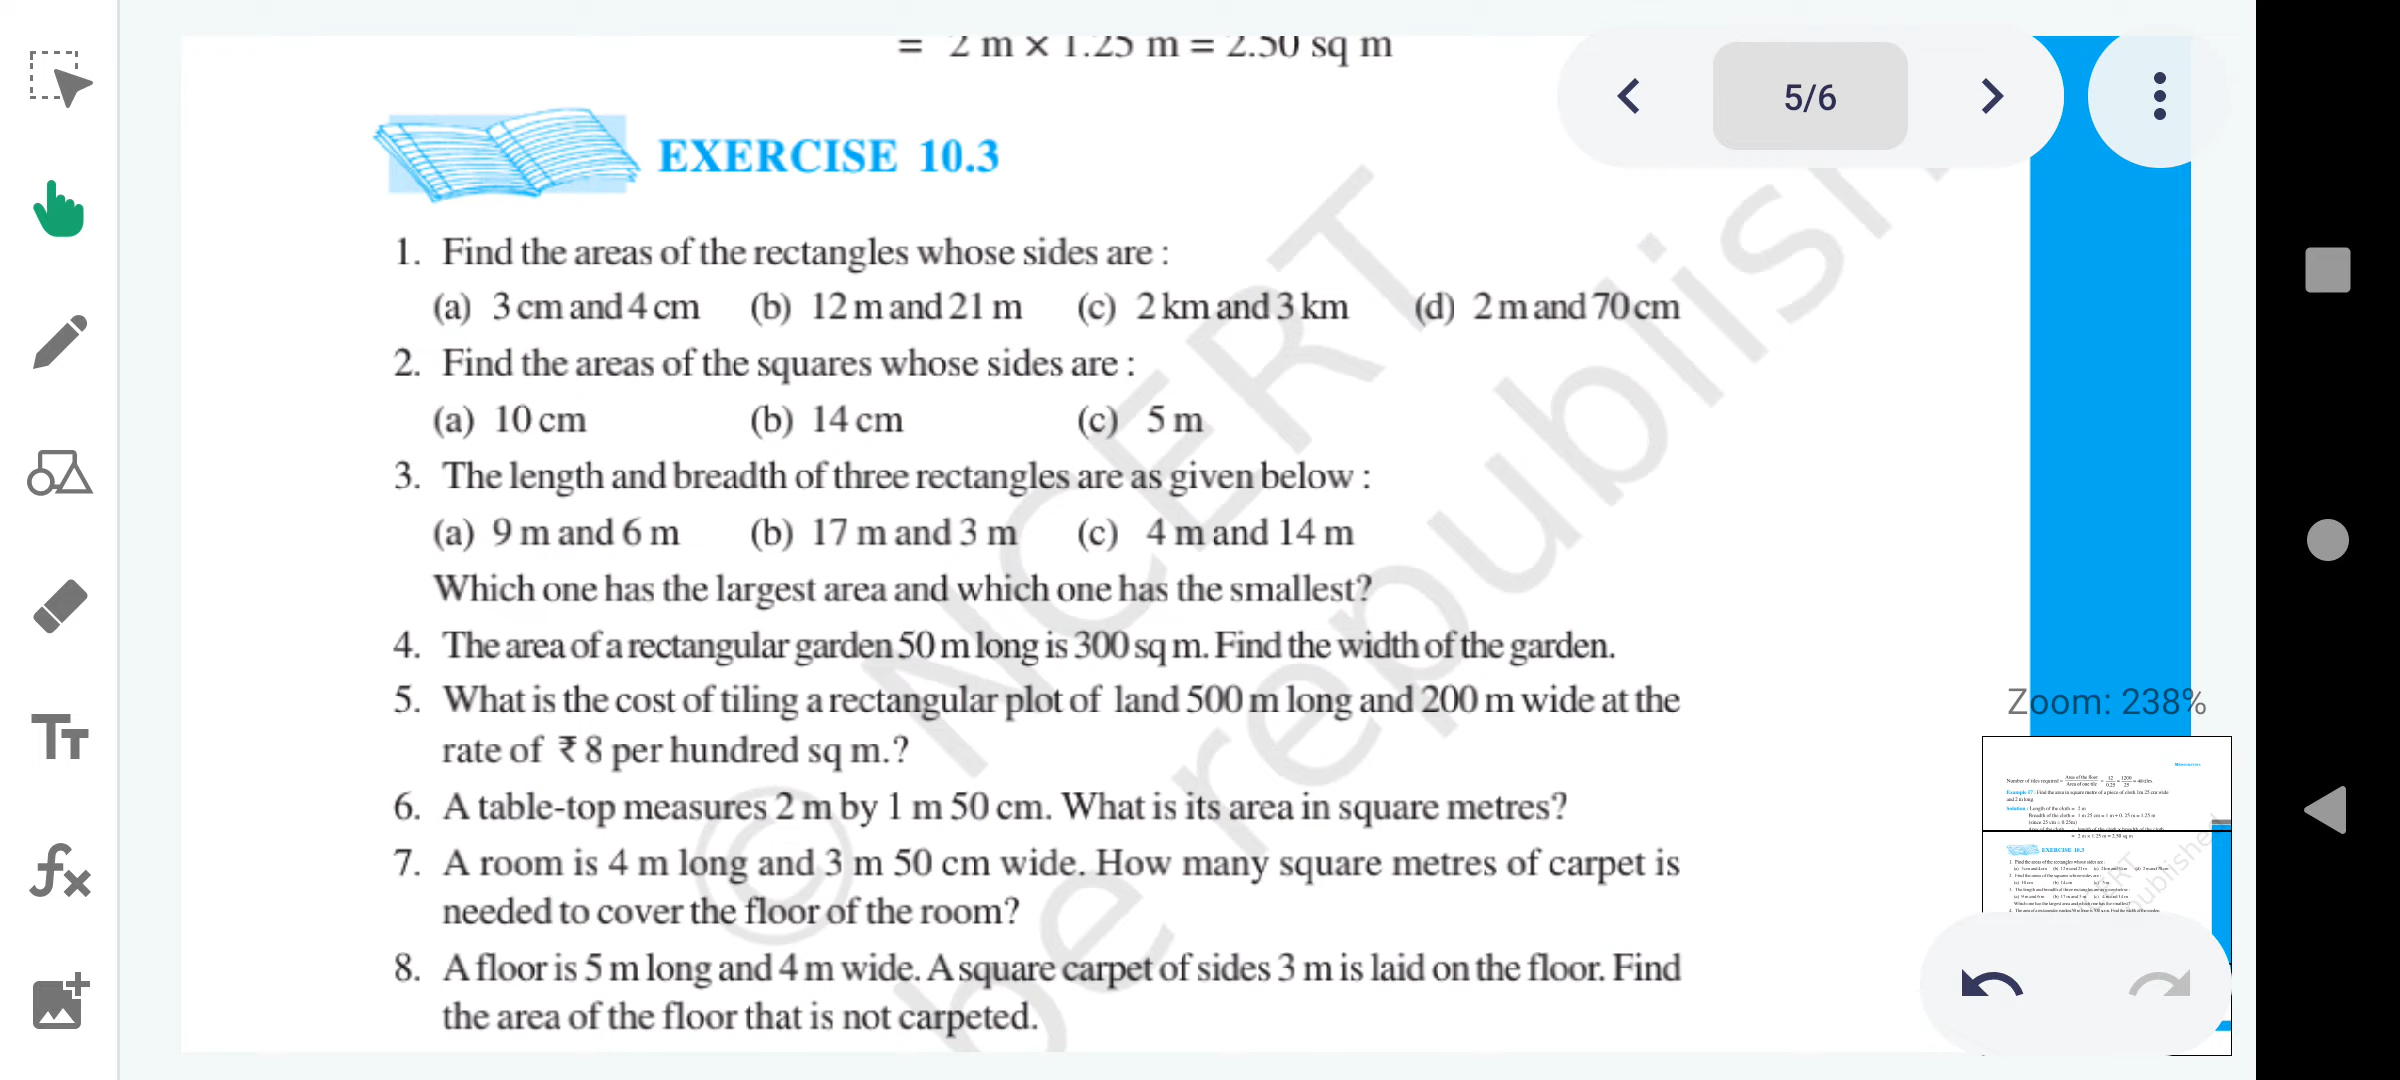 = 2 m × 1.25 m = 2.50 sq m
5/6
EXERCISE 10.3
1. Find the areas of the rectangles whose sides are :
(a) 3 cm and 4 cm (b) 12 m and 21 m (c) 2 km and 3 km (d) 2 m and 70 cm
2. Find the areas of the squares whose sides are :
(a) 10 cm (b) 14 cm (c) 5 m
3. The length and breadth of three rectangles are as given below :
(a) 9 m and 6 m (b) 17 m and 3 m (c) 4 m and 14 m
Which one has the largest area and which one has the smallest?
4. The area of a rectangular garden 50 m long is 300 sq m. Find the width of the garden.
5. What is the cost of tiling a rectangular plot of land 500 m long and 200 m wide at the
rate of ₹ 8 per hundred sq m.?
6. A table-top measures 2 m by 1 m 50 cm. What is its area in square metres?
7. A room is 4 m long and 3 m 50 cm wide. How many square metres of carpet is
needed to cover the floor of the room?
8. A floor is 5 m long and 4 m wide. A square carpet of sides 3 m is laid on the floor. Find
the area of the floor that is not carpeted.
© NCERT
be republish
Zoom: 238%
Tт
fx
EXERCISE 10.3